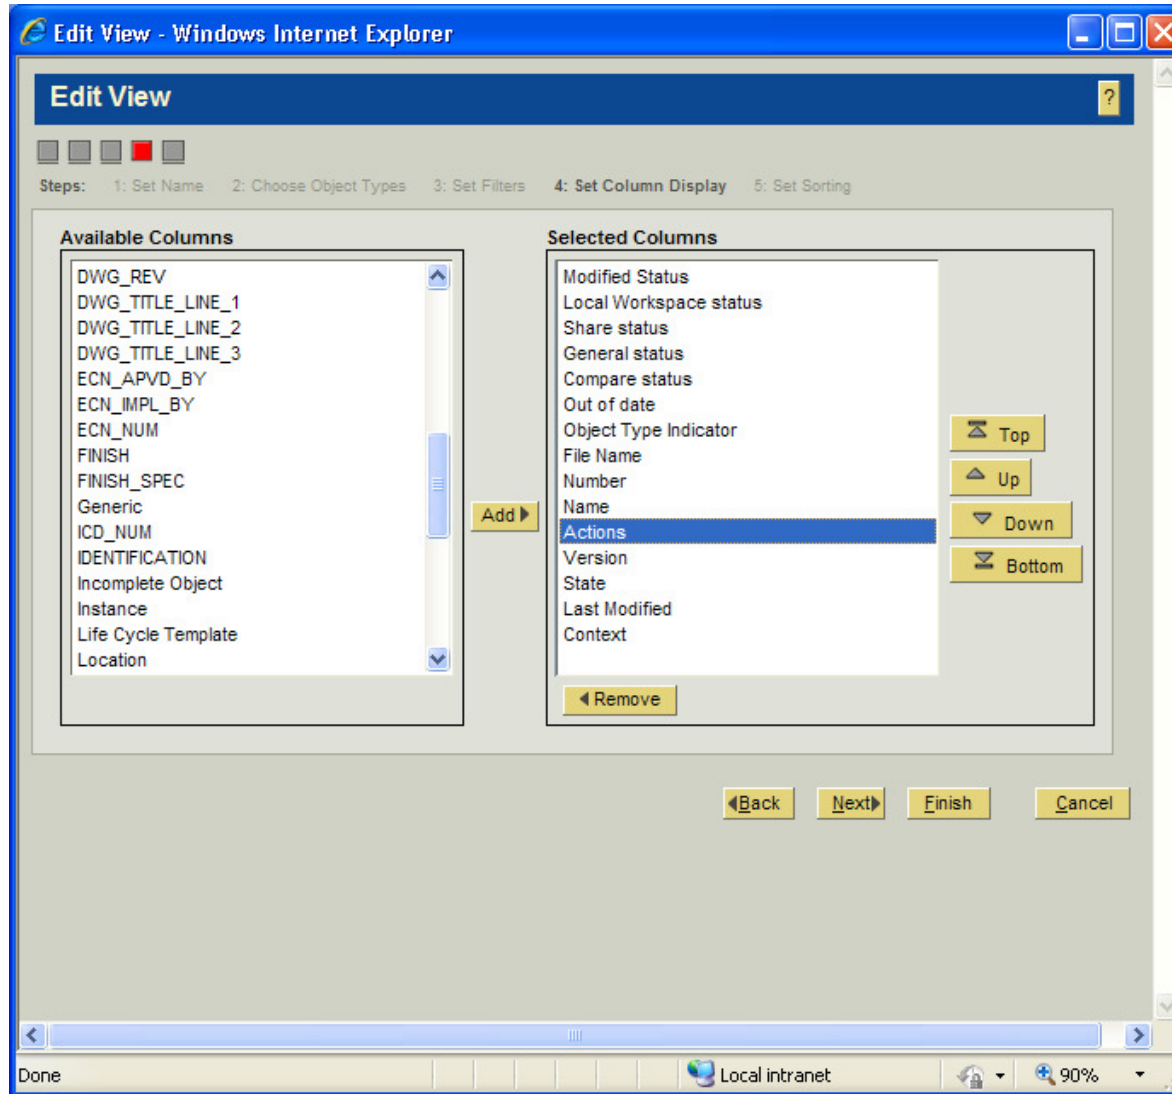 Edit View - Windows Internet Explorer
Edit View
?
Steps: 1: Set Name 2: Choose Object Types 3: Set Filters 4: Set Column Display 5: Set Sorting
Available Columns
DWG_REV
DWG_TITLE_LINE_1
DWG_TITLE_LINE_2
DWG_TITLE_LINE_3
ECN_APVD_BY
ECN_IMPL_BY
ECN_NUM
FINISH
FINISH_SPEC
Generic
ICD_NUM
IDENTIFICATION
Incomplete Object
Instance
Life Cycle Template
Location
Add
Selected Columns
Modified Status
Local Workspace status
Share status
General status
Compare status
Out of date
Object Type Indicator
File Name
Number
Name
Actions
Version
State
Last Modified
Context
Remove
Top
Up
Down
Bottom
Back Next Finish Cancel
Done Local intranet 90%